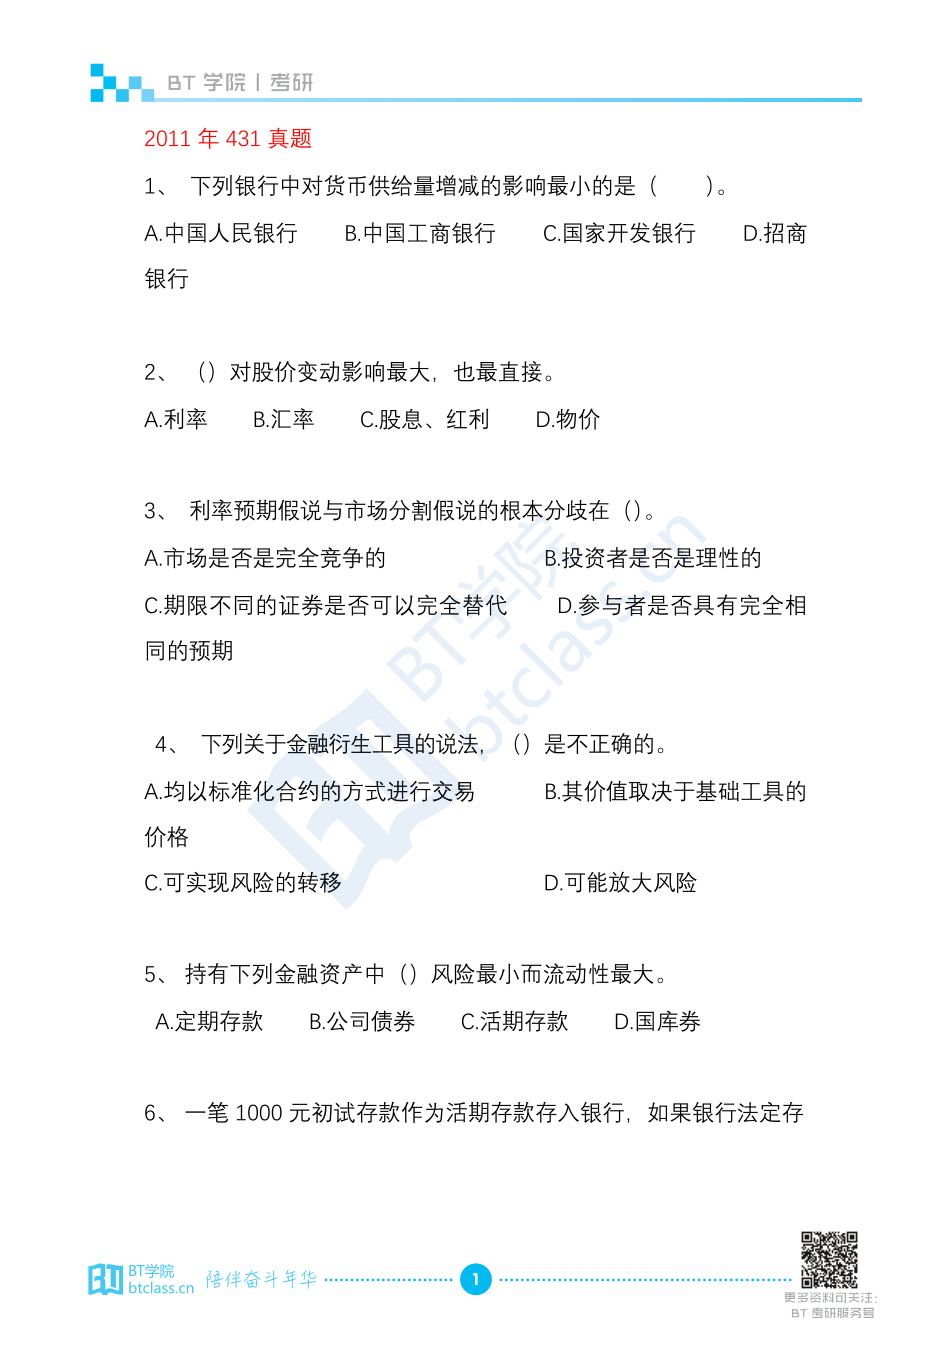 BT 学院丨考研
2011 年 431 真题
1、 下列银行中对货币供给量增减的影响最小的是（  ）。
A.中国人民银行 B.中国工商银行 C.国家开发银行 D.招商
银行
2、（）对股价变动影响最大，也最直接。
A.利率 B.汇率 C.股息、红利 D.物价
3、 利率预期假说与市场分割假说的根本分歧在（）。
A.市场是否是完全竞争的 B.投资者是否是理性的
C.期限不同的证券是否可以完全替代 D.参与者是否具有完全相
同的预期
4、 下列关于金融衍生工具的说法，（）是不正确的。
A.均以标准化合约的方式进行交易 B.其价值取决于基础工具的
价格
C.可实现风险的转移 D.可能放大风险
5、 持有下列金融资产中（）风险最小而流动性最大。
A.定期存款 B.公司债券 C.活期存款 D.国库券
6、 一笔 1000 元初试存款作为活期存款存入银行，如果银行法定存
BT学院
btclass.cn
BT学院
btclass.cn
陪伴奋斗年华
1
更多资料可关注：
BT 考研服务号